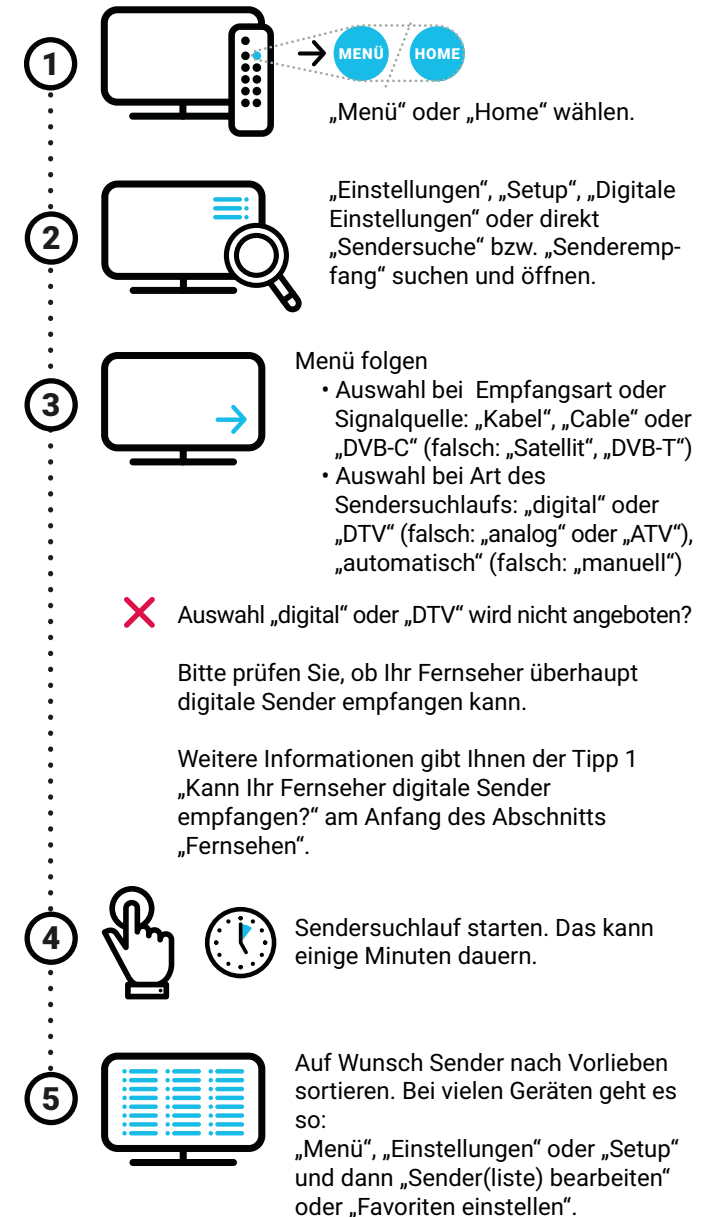 1
MENÜ
HOME
„Menü“ oder „Home“ wählen.
2
„Einstellungen“, „Setup“, „Digitale
Einstellungen“ oder direkt
„Sendersuche“ bzw. „Senderemp-
fang“ suchen und öffnen.
3
Menü folgen
• Auswahl bei Empfangsart oder
Signalquelle: „Kabel“, „Cable“ oder
„DVB-C“ (falsch: „Satellit“, „DVB-T“)
• Auswahl bei Art des
Sendersuchlaufs: „digital“ oder
„DTV“ (falsch: „analog“ oder „ATV“),
„automatisch“ (falsch: „manuell“)
Auswahl „digital“ oder „DTV“ wird nicht angeboten?
Bitte prüfen Sie, ob Ihr Fernseher überhaupt
digitale Sender empfangen kann.
Weitere Informationen gibt Ihnen der Tipp 1
„Kann Ihr Fernseher digitale Sender
empfangen?“ am Anfang des Abschnitts
„Fernsehen“.
4
Sendersuchlauf starten. Das kann
einige Minuten dauern.
5
Auf Wunsch Sender nach Vorlieben
sortieren. Bei vielen Geräten geht es
so:
„Menü“, „Einstellungen“ oder „Setup“
und dann „Sender(liste) bearbeiten“
oder „Favoriten einstellen“.